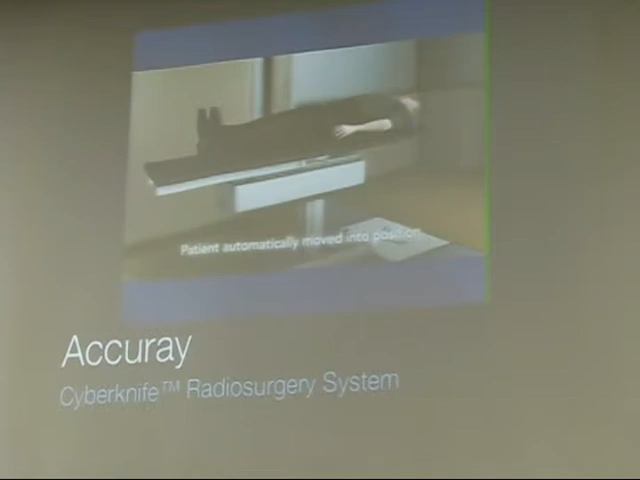 Patient automatically moved into position
Accuray
Cyberknife™ Radiosurgery System